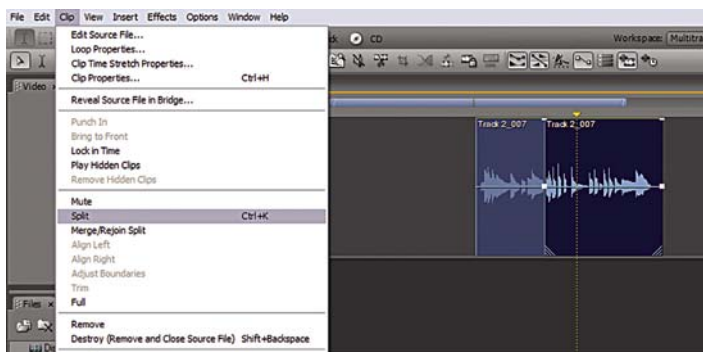 File Edit Clip View Insert Effects Options Window Help
Edit Source File...
Loop Properties...
Clip Time Stretch Properties...
Clip Properties... Ctrl+H
Reveal Source File in Bridge...
Punch In
Bring to Front
Lock in Time
Play Hidden Clips
Remove Hidden Clips
Mute
Split Ctrl+K
Merge/Rejoin Split
Align Left
Align Right
Adjust Boundaries
Trim
Full
Remove
Destroy (Remove and Close Source File) Shift+Backspace
CD
Workspace: Multitra
Video
Track 2_007 Track 2_007
Files